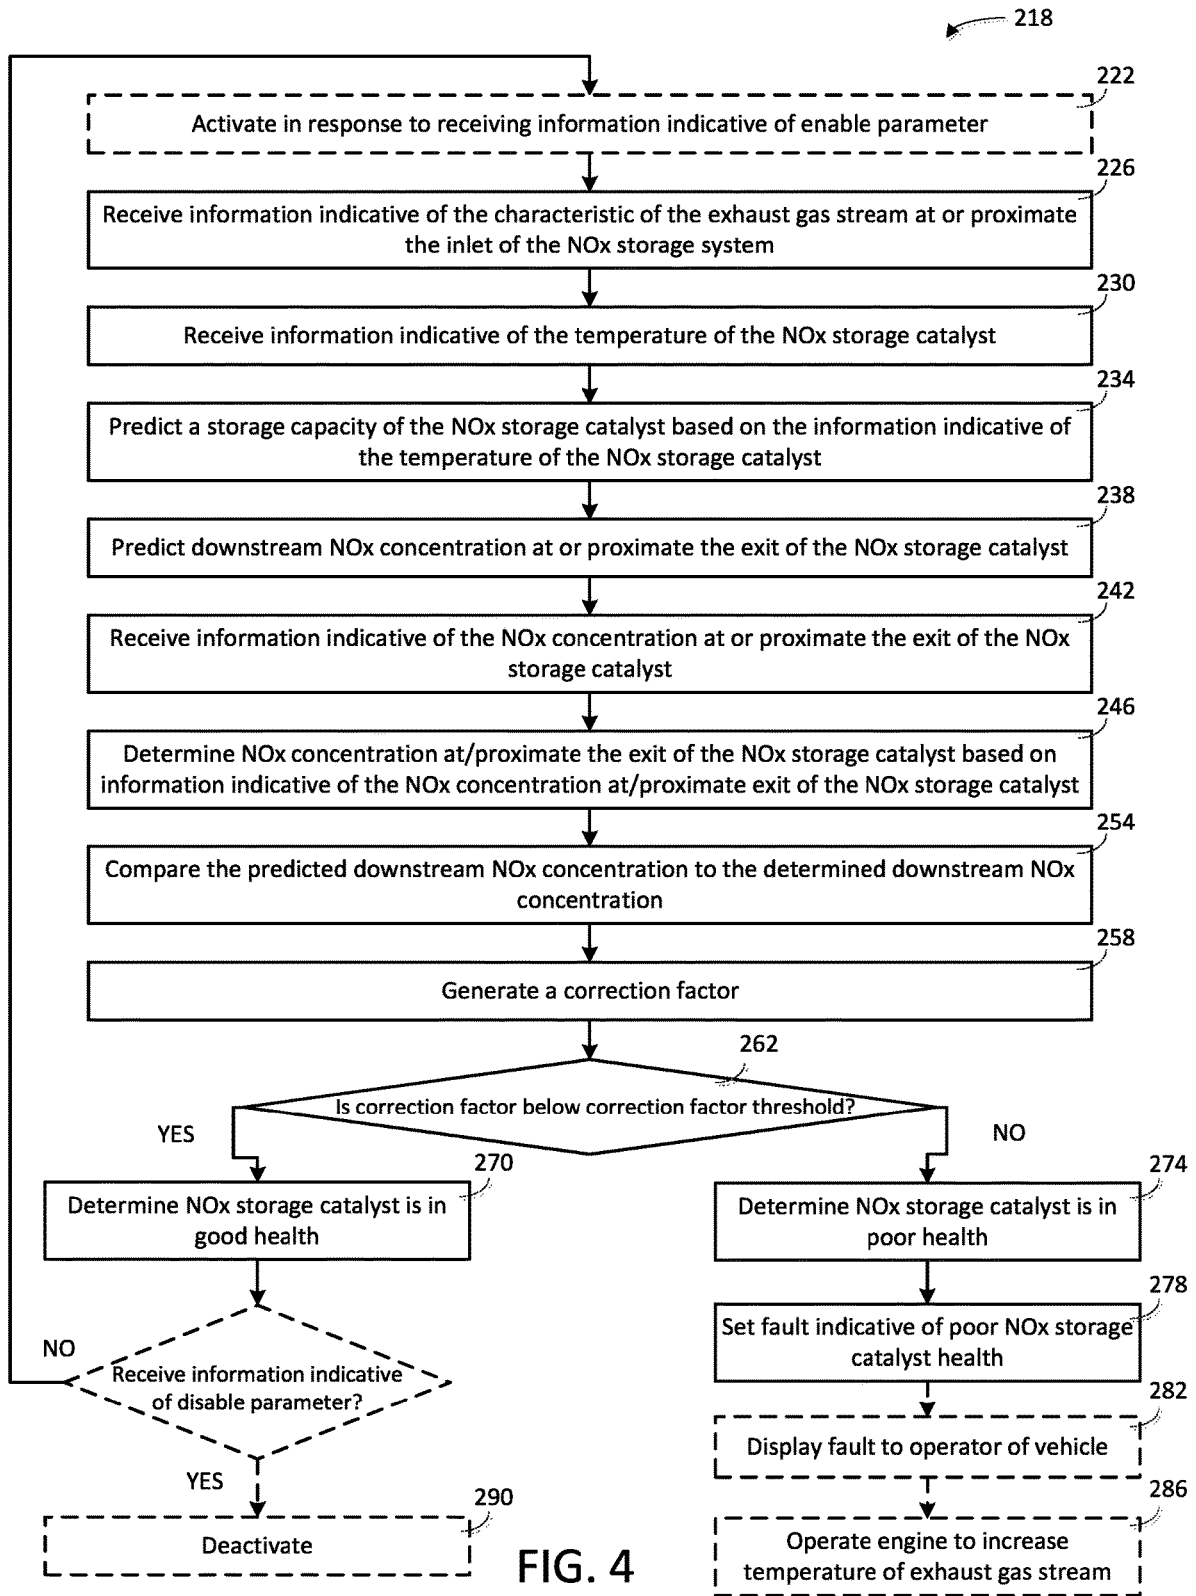 218
222
Activate in response to receiving information indicative of enable parameter
226
Receive information indicative of the characteristic of the exhaust gas stream at or proximate
the inlet of the NOx storage system
230
Receive information indicative of the temperature of the NOx storage catalyst
234
Predict a storage capacity of the NOx storage catalyst based on the information indicative of
the temperature of the NOx storage catalyst
238
Predict downstream NOx concentration at or proximate the exit of the NOx storage catalyst
242
Receive information indicative of the NOx concentration at or proximate the exit of the NOx
storage catalyst
246
Determine NOx concentration at/proximate the exit of the NOx storage catalyst based on
information indicative of the NOx concentration at/proximate exit of the NOx storage catalyst
254
Compare the predicted downstream NOx concentration to the determined downstream NOx
concentration
258
Generate a correction factor
262
Is correction factor below correction factor threshold?
YES
NO
270
Determine NOx storage catalyst is in
good health
274
Determine NOx storage catalyst is in
poor health
278
Set fault indicative of poor NOx storage
catalyst health
NO
Receive information indicative
of disable parameter?
282
Display fault to operator of vehicle
YES
290
Deactivate
286
Operate engine to increase
temperature of exhaust gas stream
FIG. 4